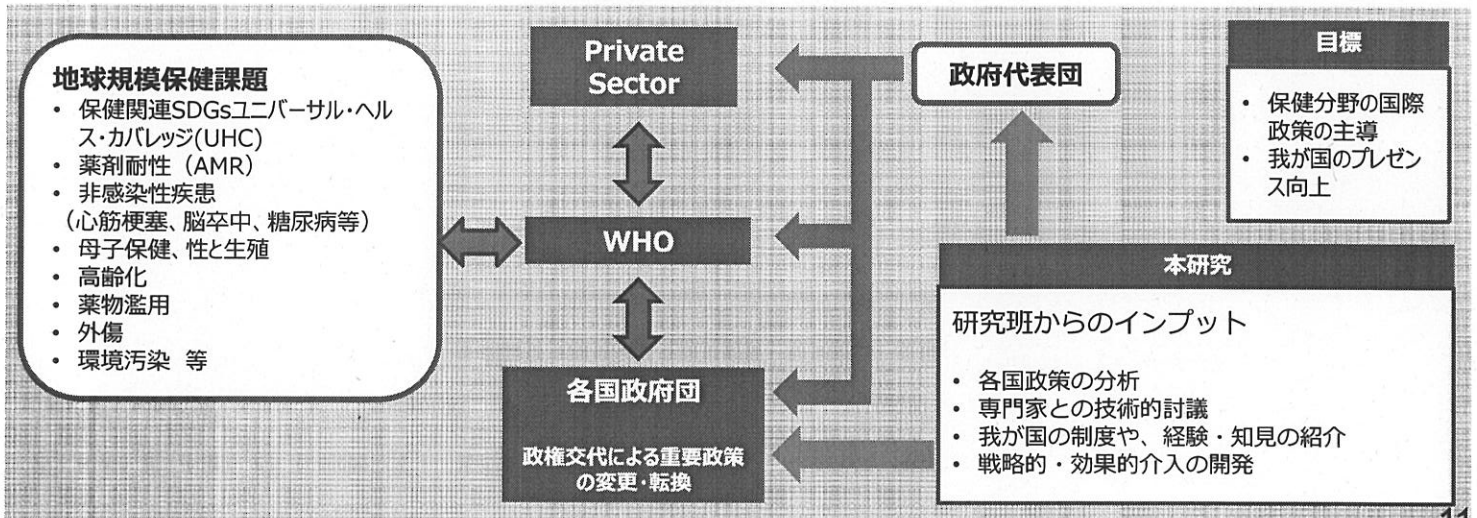 地球規模保健課題
• 保健関連SDGsユニバーサル・ヘル
ス・カバレッジ(UHC)
• 薬剤耐性（AMR）
• 非感染性疾患
（心筋梗塞、脳卒中、糖尿病等）
• 母子保健、性と生殖
• 高齢化
• 薬物濫用
• 外傷
• 環境汚染 等
Private
Sector
WHO
各国政府団
政権交代による重要政策
の変更・転換
政府代表団
目標
• 保健分野の国際
政策の主導
• 我が国のプレゼン
ス向上
本研究
研究班からのインプット
• 各国政策の分析
• 専門家との技術的討議
• 我が国の制度や、経験・知見の紹介
• 戦略的・効果的介入の開発
11